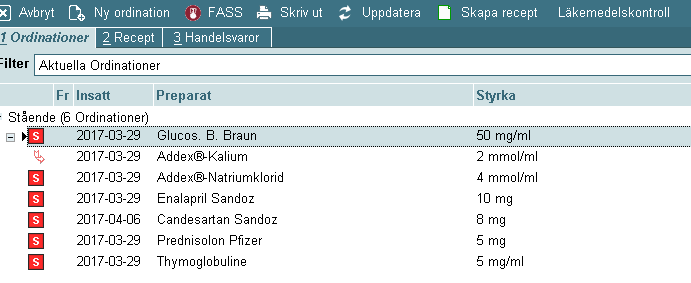 Avbryt Ny ordination FASS Skriv ut Uppdatera Skapa recept Läkemedelskontroll
1 Ordinationer 2 Recept 3 Handelsvaror
Filter Aktuella Ordinationer
Fr Insatt Preparat Styrka
Stående (6 Ordinationer)
S 2017-03-29 Glucos. B. Braun 50 mg/ml
2017-03-29 Addex®-Kalium 2 mmol/ml
S 2017-03-29 Addex®-Natriumklorid 4 mmol/ml
S 2017-03-29 Enalapril Sandoz 10 mg
S 2017-04-06 Candesartan Sandoz 8 mg
S 2017-03-29 Prednisolon Pfizer 5 mg
S 2017-03-29 Thymoglobuline 5 mg/ml